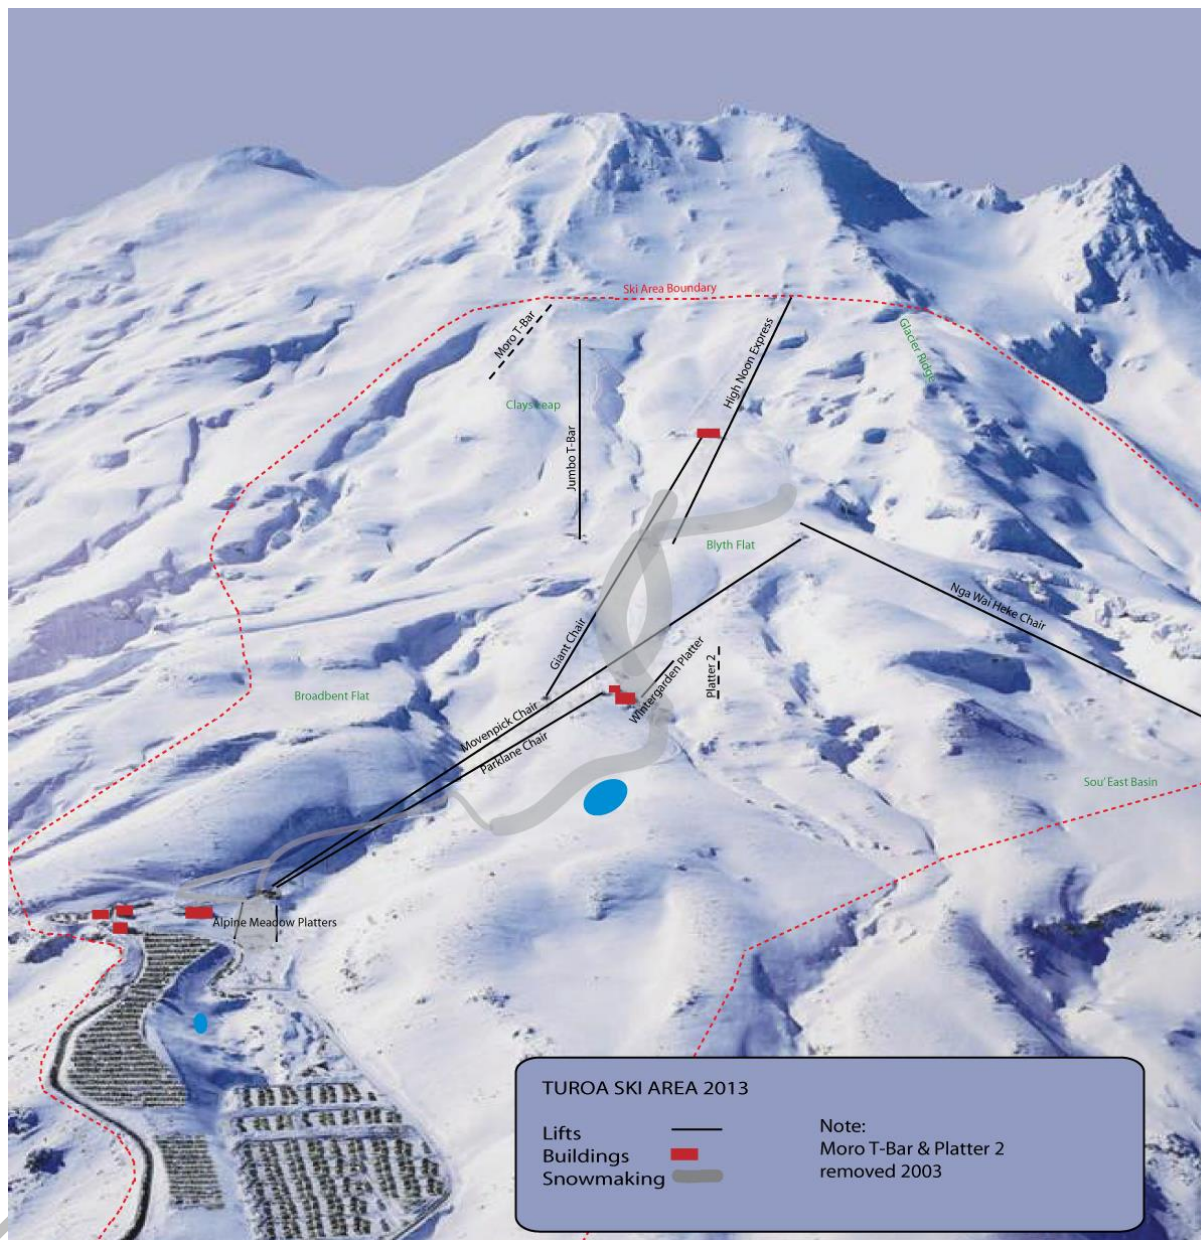 Ski Area Boundary
Moro T-Bar
High Noon Express
Glacier Ridge
Clays Leap
Jumbo T-Bar
Blyth Flat
Nga Wai Heke Chair
Giant Chair
Wintergarden Platter
Platter 2
Broadbent Flat
Movenpick Chair
Parklane Chair
Sou' East Basin
Alpine Meadow Platters
TUROA SKI AREA 2013
Lifts
Buildings
Snowmaking
Note:
Moro T-Bar & Platter 2
removed 2003